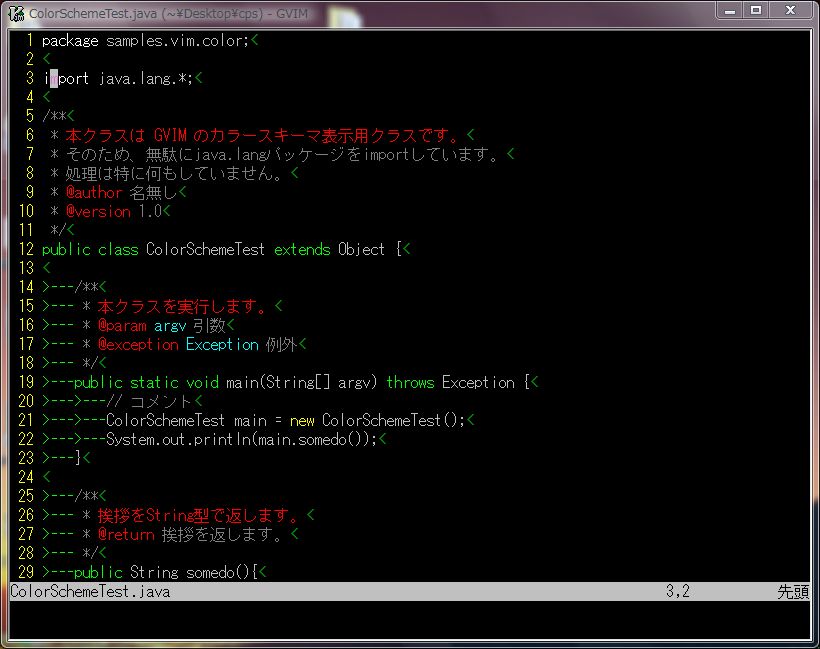 ColorSchemeTest.java (~¥Desktop¥cps) - GVIM
1 package samples.vim.color;<
2 <
3 import java.lang.*;<
4 <
5 /**<
6  * 本クラスは GVIM のカラースキーマ表示用クラスです。<
7  * そのため、無駄にjava.langパッケージをimportしています。<
8  * 処理は特に何もしていません。<
9  * @author 名無し<
10  * @version 1.0<
11  */<
12 public class ColorSchemeTest extends Object {<
13 <
14 >---/**<
15 >--- * 本クラスを実行します。<
16 >--- * @param argv 引数<
17 >--- * @exception Exception 例外<
18 >--- */<
19 >---public static void main(String[] argv) throws Exception {<
20 >--->---// コメント<
21 >--->---ColorSchemeTest main = new ColorSchemeTest();<
22 >--->---System.out.println(main.somedo());<
23 >---}<
24 <
25 >---/**<
26 >--- * 挨拶をString型で返します。<
27 >--- * @return 挨拶を返します。<
28 >--- */<
29 >---public String somedo(){<
ColorSchemeTest.java 3,2 先頭